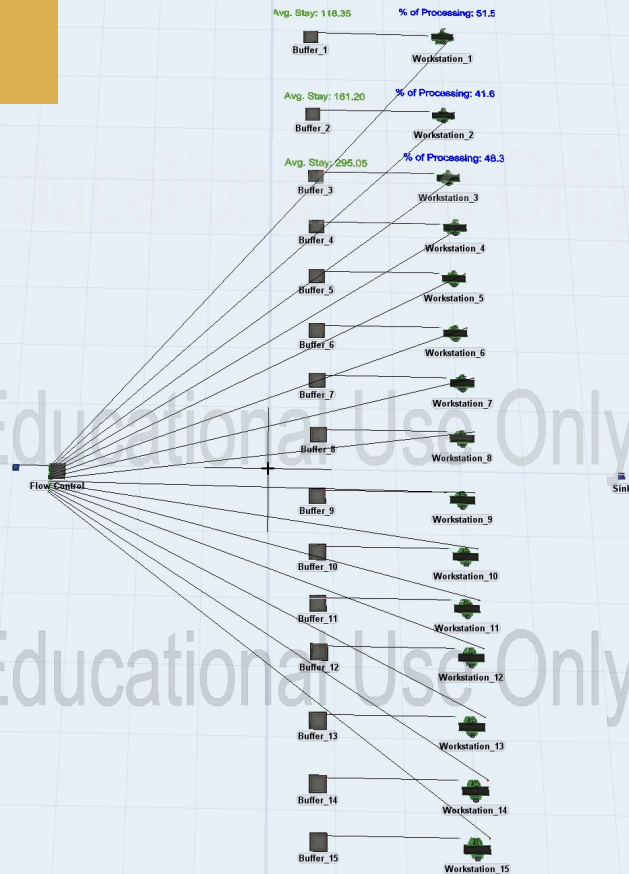 Avg. Stay: 118.35
% of Processing: 51.5
Buffer_1
Workstation_1
Avg. Stay: 161.20
% of Processing: 41.6
Buffer_2
Workstation_2
Avg. Stay: 295.05
% of Processing: 48.3
Buffer_3
Workstation_3
Buffer_4
Workstation_4
Buffer_5
Workstation_5
Buffer_6
Workstation_6
Buffer_7
Workstation_7
Educational Use Only
Buffer_8
Workstation_8
Flow Control
Sink
Buffer_9
Workstation_9
Buffer_10
Workstation_10
Buffer_11
Workstation_11
Buffer_12
Workstation_12
Educational Use Only
Buffer_13
Workstation_13
Buffer_14
Workstation_14
Buffer_15
Workstation_15